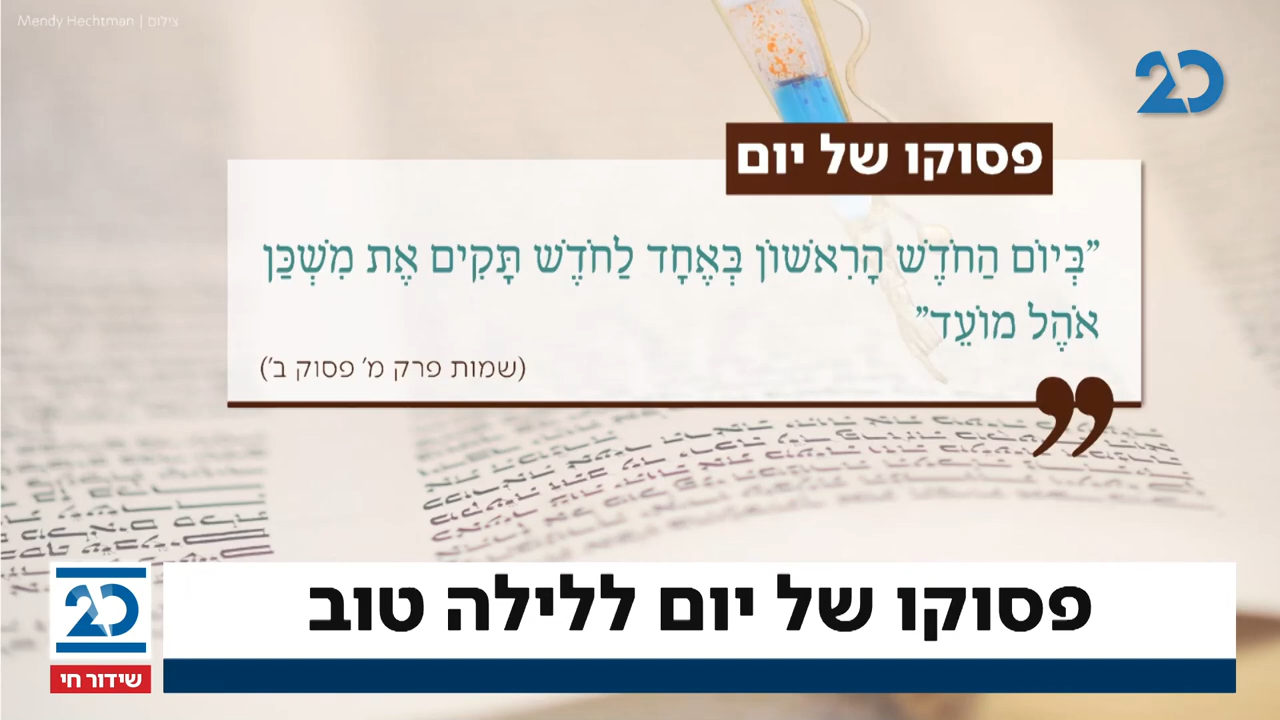 Mendy Hechtman | צילום
20
פסוקו של יום
"בְּיוֹם הַחֹדֶשׁ הָרִאשׁוֹן בְּאֶחָד לַחֹדֶשׁ תָּקִים אֶת מִשְׁכַּן
אֹהֶל מוֹעֵד"
(שמות פרק מ' פסוק ב')
פסוקו של יום ללילה טוב
20
שידור חי